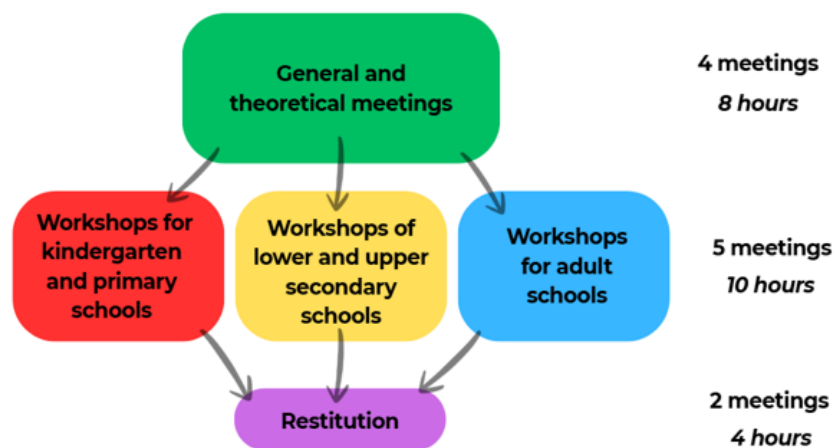 General and
theoretical meetings
4 meetings
8 hours
Workshops for
kindergarten
and primary
schools
Workshops of
lower and upper
secondary
schools
Workshops
for adult
schools
5 meetings
10 hours
Restitution
2 meetings
4 hours